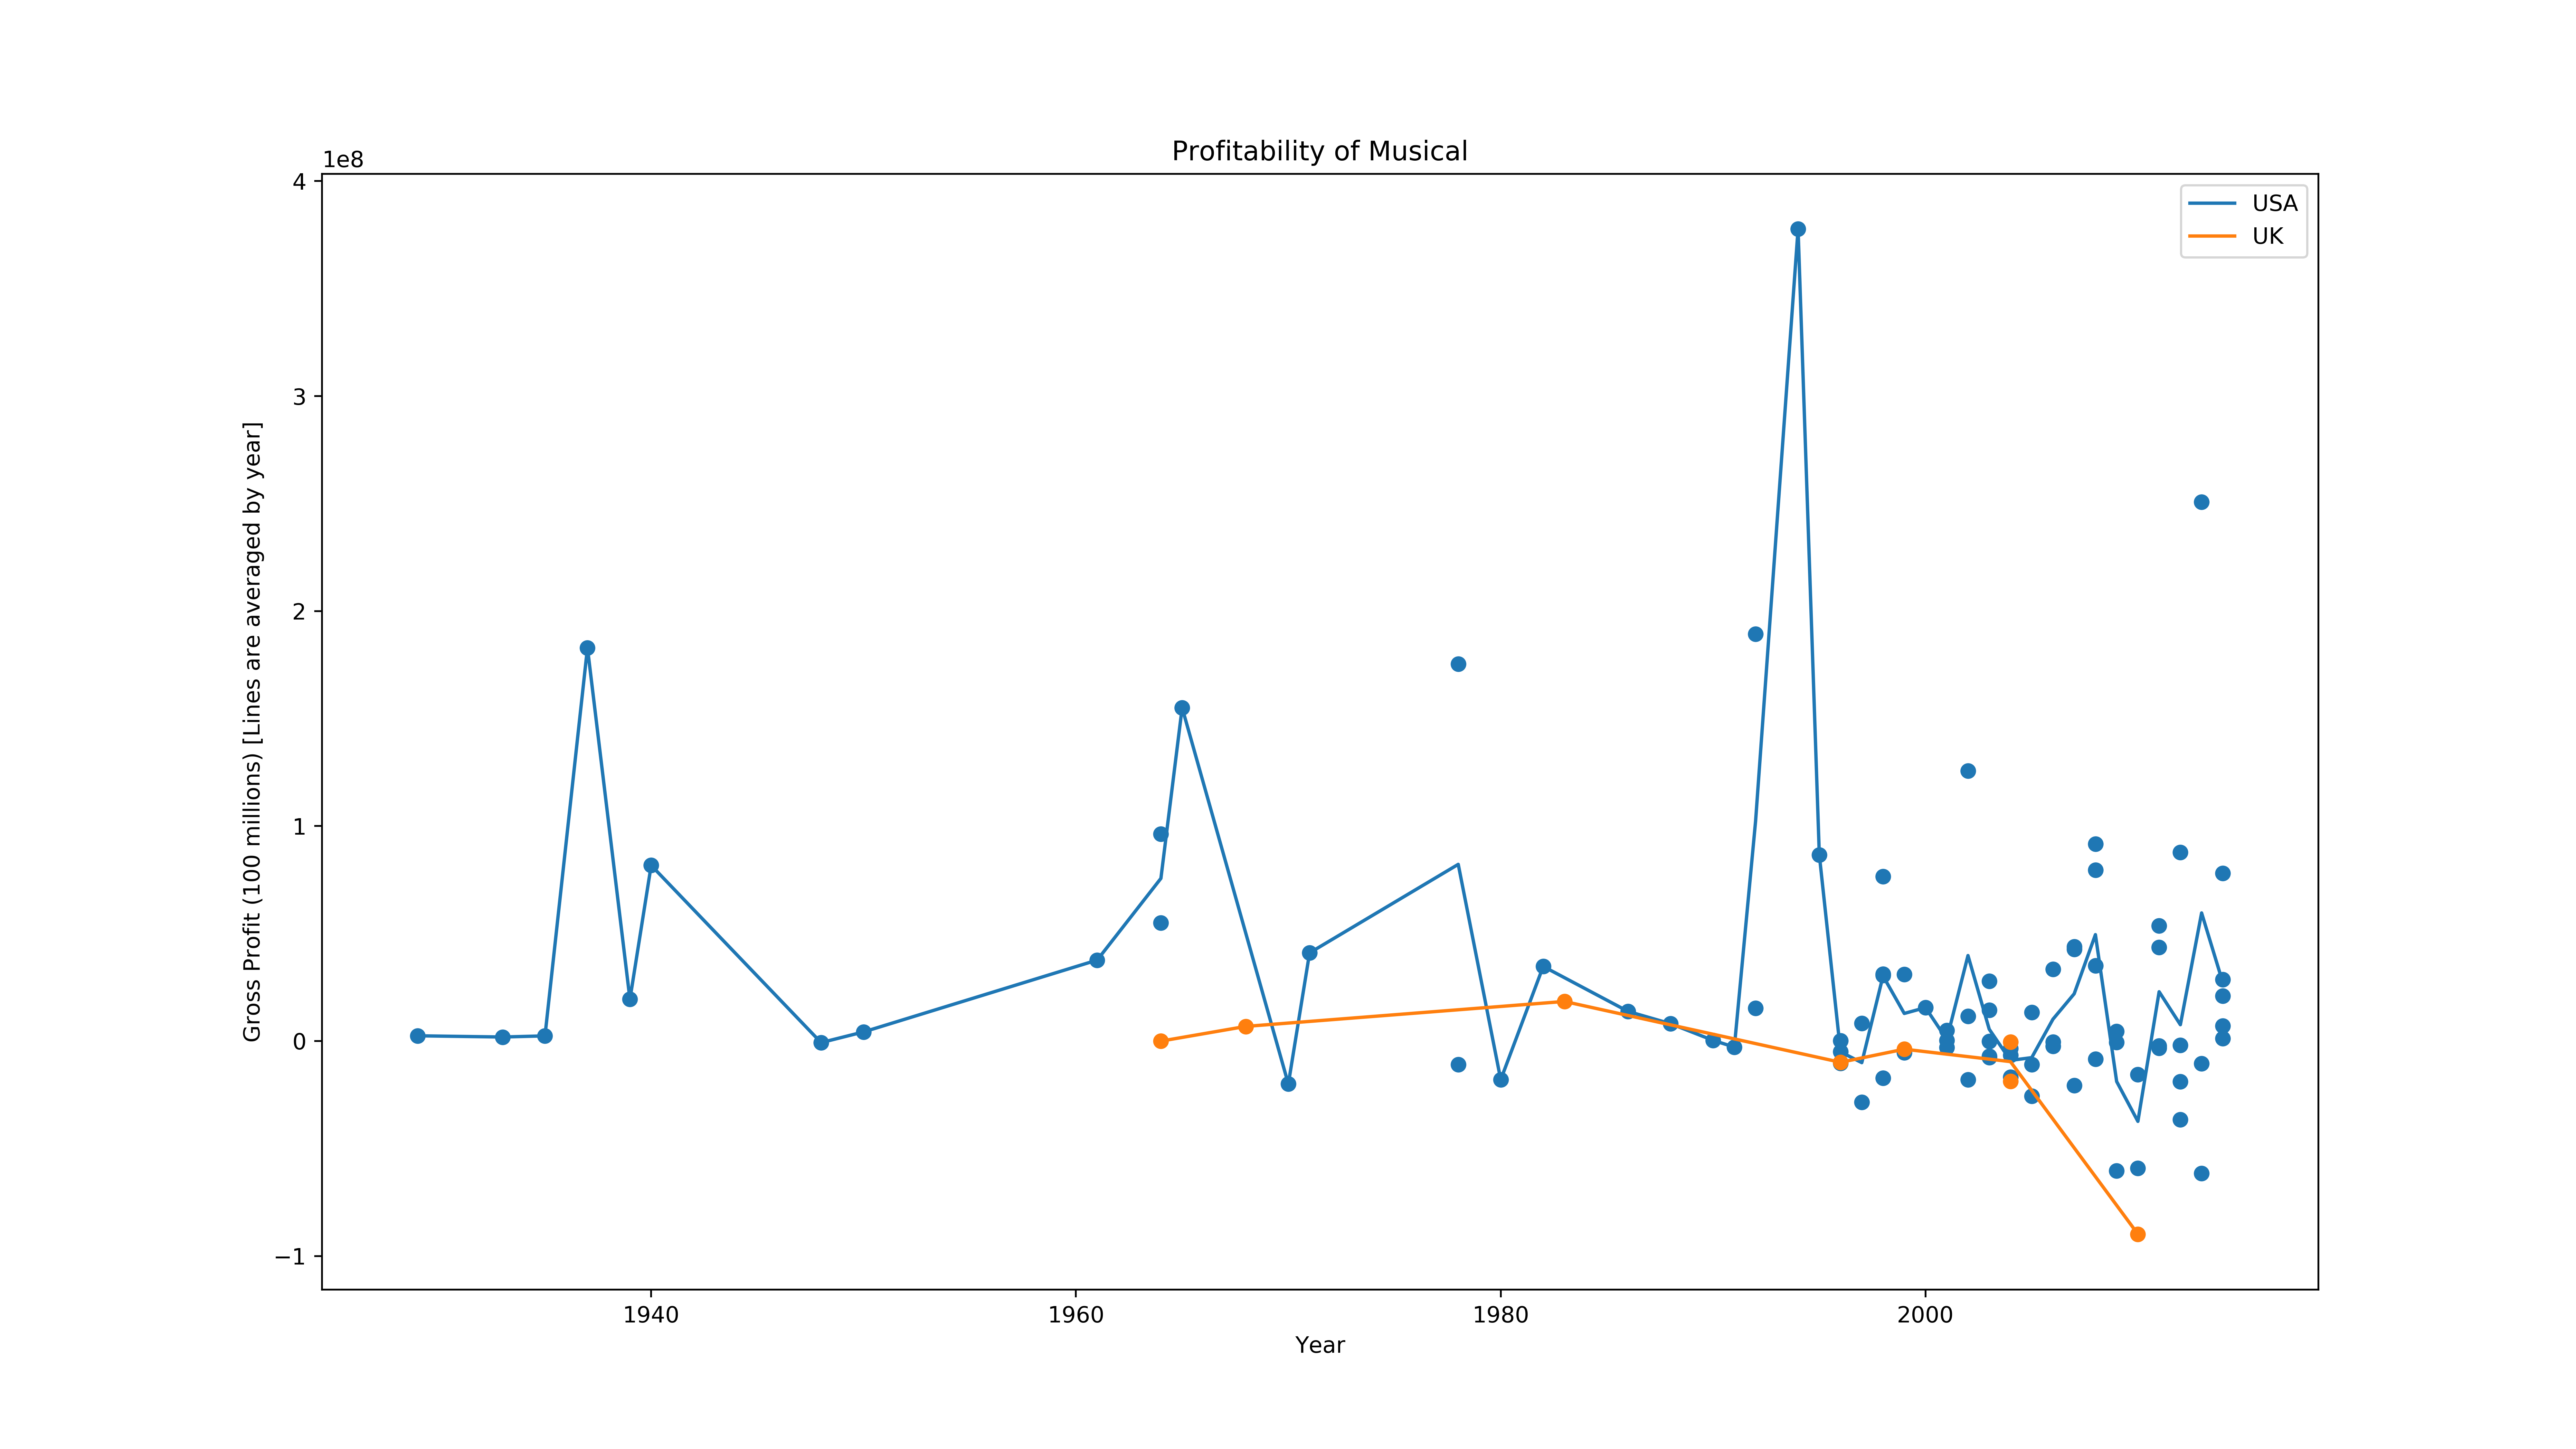 Profitability of Musical
1e8
4
3
2
1
0
−1
Gross Profit (100 millions) [Lines are averaged by year]
USA
UK
1940
1960
1980
2000
Year